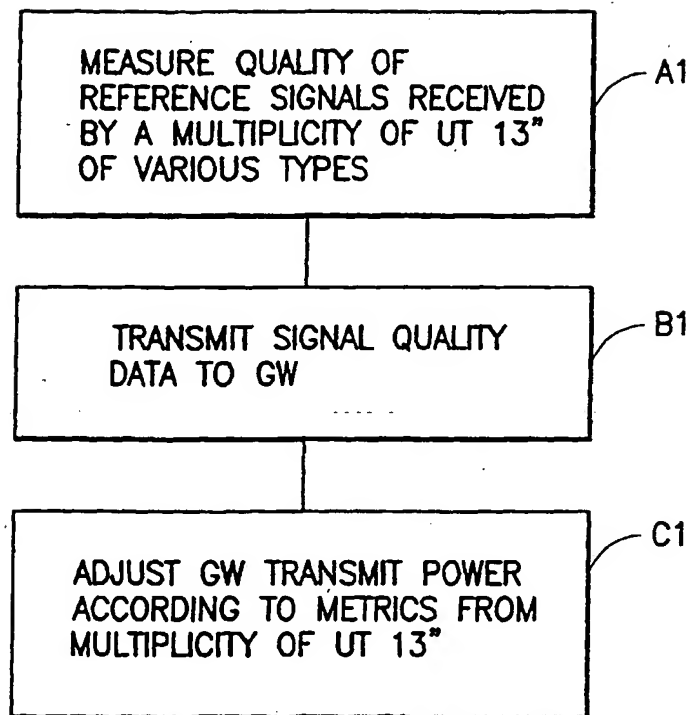 MEASURE QUALITY OF
REFERENCE SIGNALS RECEIVED
BY A MULTIPLICITY OF UT 13"
OF VARIOUS TYPES
A1
TRANSMIT SIGNAL QUALITY
DATA TO GW
B1
ADJUST GW TRANSMIT POWER
ACCORDING TO METRICS FROM
MULTIPLICITY OF UT 13"
C1